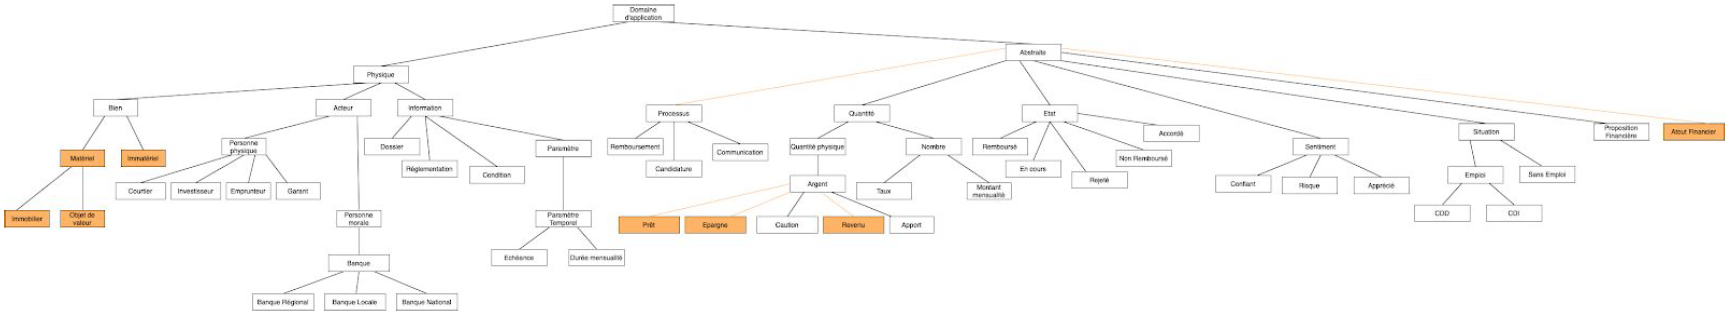 Domaine
d'application
Abstraite
Physique
Bien
Acteur
Information
Processus
Quantité
Etat
Situation
Proposition
Financière
Atout Financier
Accordé
Personne
physique
Dossier
Paramètre
Remboursement
Communication
Quantité physique
Nombre
Remboursé
Non Remboursé
Sentiment
Matériel
Immatériel
Réglementation
Condition
Candidature
En cours
Rejeté
Emploi
Sans Emploi
Courtier
Investisseur
Emprunteur
Garant
Argent
Taux
Montant
mensualité
Confiant
Risque
Apprécié
Immobilier
Objet de
valeur
Personne
morale
Paramètre
Temporel
Prêt
Epargne
Caution
Revenu
Apport
CDD
CDI
Banque
Echéance
Durée mensualité
Banque Régional
Banque Locale
Banque National